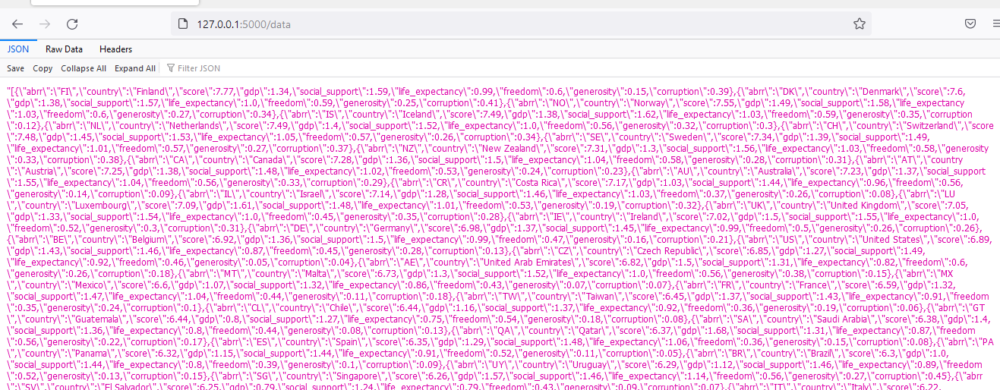 127.0.0.1:5000/data
JSON Raw Data Headers
Save Copy Collapse All Expand All Filter JSON
"[{\"abrr\":\"FI\",\"country\":\"Finland\",\"score\":7.77,\"gdp\":1.34,\"social_support\":1.59,\"life_expectancy\":0.99,\"freedom\":0.6,\"generosity\":0.15,\"corruption\":0.39},{\"abrr\":\"DK\",\"country\":\"Denmark\",\"score\":7.6,
\"gdp\":1.38,\"social_support\":1.57,\"life_expectancy\":1.0,\"freedom\":0.59,\"generosity\":0.25,\"corruption\":0.41},{\"abrr\":\"NO\",\"country\":\"Norway\",\"score\":7.55,\"gdp\":1.49,\"social_support\":1.58,\"life_expectancy
\":1.03,\"freedom\":0.6,\"generosity\":0.27,\"corruption\":0.34},{\"abrr\":\"IS\",\"country\":\"Iceland\",\"score\":7.49,\"gdp\":1.38,\"social_support\":1.62,\"life_expectancy\":1.03,\"freedom\":0.59,\"generosity\":0.35,\"corruption
\":0.12},{\"abrr\":\"NL\",\"country\":\"Netherlands\",\"score\":7.49,\"gdp\":1.4,\"social_support\":1.52,\"life_expectancy\":1.0,\"freedom\":0.56,\"generosity\":0.32,\"corruption\":0.3},{\"abrr\":\"CH\",\"country\":\"Switzerland\",\"score
\":7.48,\"gdp\":1.45,\"social_support\":1.53,\"life_expectancy\":1.05,\"freedom\":0.57,\"generosity\":0.26,\"corruption\":0.34},{\"abrr\":\"SE\",\"country\":\"Sweden\",\"score\":7.34,\"gdp\":1.39,\"social_support\":1.49,
\"life_expectancy\":1.01,\"freedom\":0.57,\"generosity\":0.27,\"corruption\":0.37},{\"abrr\":\"NZ\",\"country\":\"New Zealand\",\"score\":7.31,\"gdp\":1.3,\"social_support\":1.56,\"life_expectancy\":1.03,\"freedom\":0.58,\"generosity
\":0.33,\"corruption\":0.38},{\"abrr\":\"CA\",\"country\":\"Canada\",\"score\":7.28,\"gdp\":1.36,\"social_support\":1.5,\"life_expectancy\":1.04,\"freedom\":0.58,\"generosity\":0.28,\"corruption\":0.31},{\"abrr\":\"AT\",\"country
\":\"Austria\",\"score\":7.25,\"gdp\":1.38,\"social_support\":1.48,\"life_expectancy\":1.02,\"freedom\":0.53,\"generosity\":0.24,\"corruption\":0.23},{\"abrr\":\"AU\",\"country\":\"Australia\",\"score\":7.23,\"gdp\":1.37,\"social_support
\":1.55,\"life_expectancy\":1.04,\"freedom\":0.56,\"generosity\":0.33,\"corruption\":0.29},{\"abrr\":\"CR\",\"country\":\"Costa Rica\",\"score\":7.17,\"gdp\":1.03,\"social_support\":1.44,\"life_expectancy\":0.96,\"freedom\":0.56,
\"generosity\":0.14,\"corruption\":0.09},{\"abrr\":\"IL\",\"country\":\"Israel\",\"score\":7.14,\"gdp\":1.28,\"social_support\":1.46,\"life_expectancy\":1.03,\"freedom\":0.37,\"generosity\":0.26,\"corruption\":0.08},{\"abrr\":\"LU
\",\"country\":\"Luxembourg\",\"score\":7.09,\"gdp\":1.61,\"social_support\":1.48,\"life_expectancy\":1.01,\"freedom\":0.53,\"generosity\":0.19,\"corruption\":0.32},{\"abrr\":\"UK\",\"country\":\"United Kingdom\",\"score\":7.05,
\"gdp\":1.33,\"social_support\":1.54,\"life_expectancy\":1.0,\"freedom\":0.45,\"generosity\":0.35,\"corruption\":0.28},{\"abrr\":\"IE\",\"country\":\"Ireland\",\"score\":7.02,\"gdp\":1.5,\"social_support\":1.55,\"life_expectancy\":1.0,
\"freedom\":0.52,\"generosity\":0.3,\"corruption\":0.31},{\"abrr\":\"DE\",\"country\":\"Germany\",\"score\":6.98,\"gdp\":1.37,\"social_support\":1.45,\"life_expectancy\":0.99,\"freedom\":0.5,\"generosity\":0.26,\"corruption\":0.26},
{\"abrr\":\"BE\",\"country\":\"Belgium\",\"score\":6.92,\"gdp\":1.36,\"social_support\":1.5,\"life_expectancy\":0.99,\"freedom\":0.47,\"generosity\":0.16,\"corruption\":0.21},{\"abrr\":\"US\",\"country\":\"United States\",\"score\":6.89,
\"gdp\":1.43,\"social_support\":1.46,\"life_expectancy\":0.87,\"freedom\":0.45,\"generosity\":0.28,\"corruption\":0.13},{\"abrr\":\"CZ\",\"country\":\"Czech Republic\",\"score\":6.85,\"gdp\":1.27,\"social_support\":1.49,
\"life_expectancy\":0.92,\"freedom\":0.46,\"generosity\":0.05,\"corruption\":0.04},{\"abrr\":\"AE\",\"country\":\"United Arab Emirates\",\"score\":6.82,\"gdp\":1.5,\"social_support\":1.31,\"life_expectancy\":0.82,\"freedom\":0.6,
\"generosity\":0.26,\"corruption\":0.18},{\"abrr\":\"MT\",\"country\":\"Malta\",\"score\":6.73,\"gdp\":1.3,\"social_support\":1.52,\"life_expectancy\":1.0,\"freedom\":0.56,\"generosity\":0.38,\"corruption\":0.15},{\"abrr\":\"MX
\",\"country\":\"Mexico\",\"score\":6.6,\"gdp\":1.07,\"social_support\":1.32,\"life_expectancy\":0.86,\"freedom\":0.43,\"generosity\":0.07,\"corruption\":0.07},{\"abrr\":\"FR\",\"country\":\"France\",\"score\":6.59,\"gdp\":1.32,
\"social_support\":1.47,\"life_expectancy\":1.04,\"freedom\":0.44,\"generosity\":0.11,\"corruption\":0.18},{\"abrr\":\"TW\",\"country\":\"Taiwan\",\"score\":6.45,\"gdp\":1.37,\"social_support\":1.43,\"life_expectancy\":0.91,\"freedom
\":0.35,\"generosity\":0.24,\"corruption\":0.1},{\"abrr\":\"CL\",\"country\":\"Chile\",\"score\":6.44,\"gdp\":1.16,\"social_support\":1.37,\"life_expectancy\":0.92,\"freedom\":0.36,\"generosity\":0.19,\"corruption\":0.06},{\"abrr\":\"GT
\",\"country\":\"Guatemala\",\"score\":6.44,\"gdp\":0.8,\"social_support\":1.27,\"life_expectancy\":0.75,\"freedom\":0.54,\"generosity\":0.18,\"corruption\":0.08},{\"abrr\":\"SA\",\"country\":\"Saudi Arabia\",\"score\":6.38,\"gdp\":1.4,
\"social_support\":1.36,\"life_expectancy\":0.8,\"freedom\":0.44,\"generosity\":0.08,\"corruption\":0.13},{\"abrr\":\"QA\",\"country\":\"Qatar\",\"score\":6.37,\"gdp\":1.68,\"social_support\":1.31,\"life_expectancy\":0.87,\"freedom
\":0.56,\"generosity\":0.22,\"corruption\":0.17},{\"abrr\":\"ES\",\"country\":\"Spain\",\"score\":6.35,\"gdp\":1.29,\"social_support\":1.48,\"life_expectancy\":1.06,\"freedom\":0.36,\"generosity\":0.15,\"corruption\":0.08},{\"abrr\":\"PA
\",\"country\":\"Panama\",\"score\":6.32,\"gdp\":1.15,\"social_support\":1.44,\"life_expectancy\":0.91,\"freedom\":0.52,\"generosity\":0.11,\"corruption\":0.05},{\"abrr\":\"BR\",\"country\":\"Brazil\",\"score\":6.3,\"gdp\":1.0,
\"social_support\":1.44,\"life_expectancy\":0.8,\"freedom\":0.39,\"generosity\":0.1,\"corruption\":0.09},{\"abrr\":\"UY\",\"country\":\"Uruguay\",\"score\":6.29,\"gdp\":1.12,\"social_support\":1.46,\"life_expectancy\":0.89,\"freedom
\":0.52,\"generosity\":0.13,\"corruption\":0.15},{\"abrr\":\"SG\",\"country\":\"Singapore\",\"score\":6.26,\"gdp\":1.57,\"social_support\":1.46,\"life_expectancy\":1.14,\"freedom\":0.56,\"generosity\":0.27,\"corruption\":0.45},{\"abrr
\":\"SV\",\"country\":\"El Salvador\",\"score\":6.25,\"gdp\":0.79,\"social_support\":1.24,\"life_expectancy\":0.79,\"freedom\":0.43,\"generosity\":0.09,\"corruption\":0.07},{\"abrr\":\"IT\",\"country\":\"Italy\",\"score\":6.22,